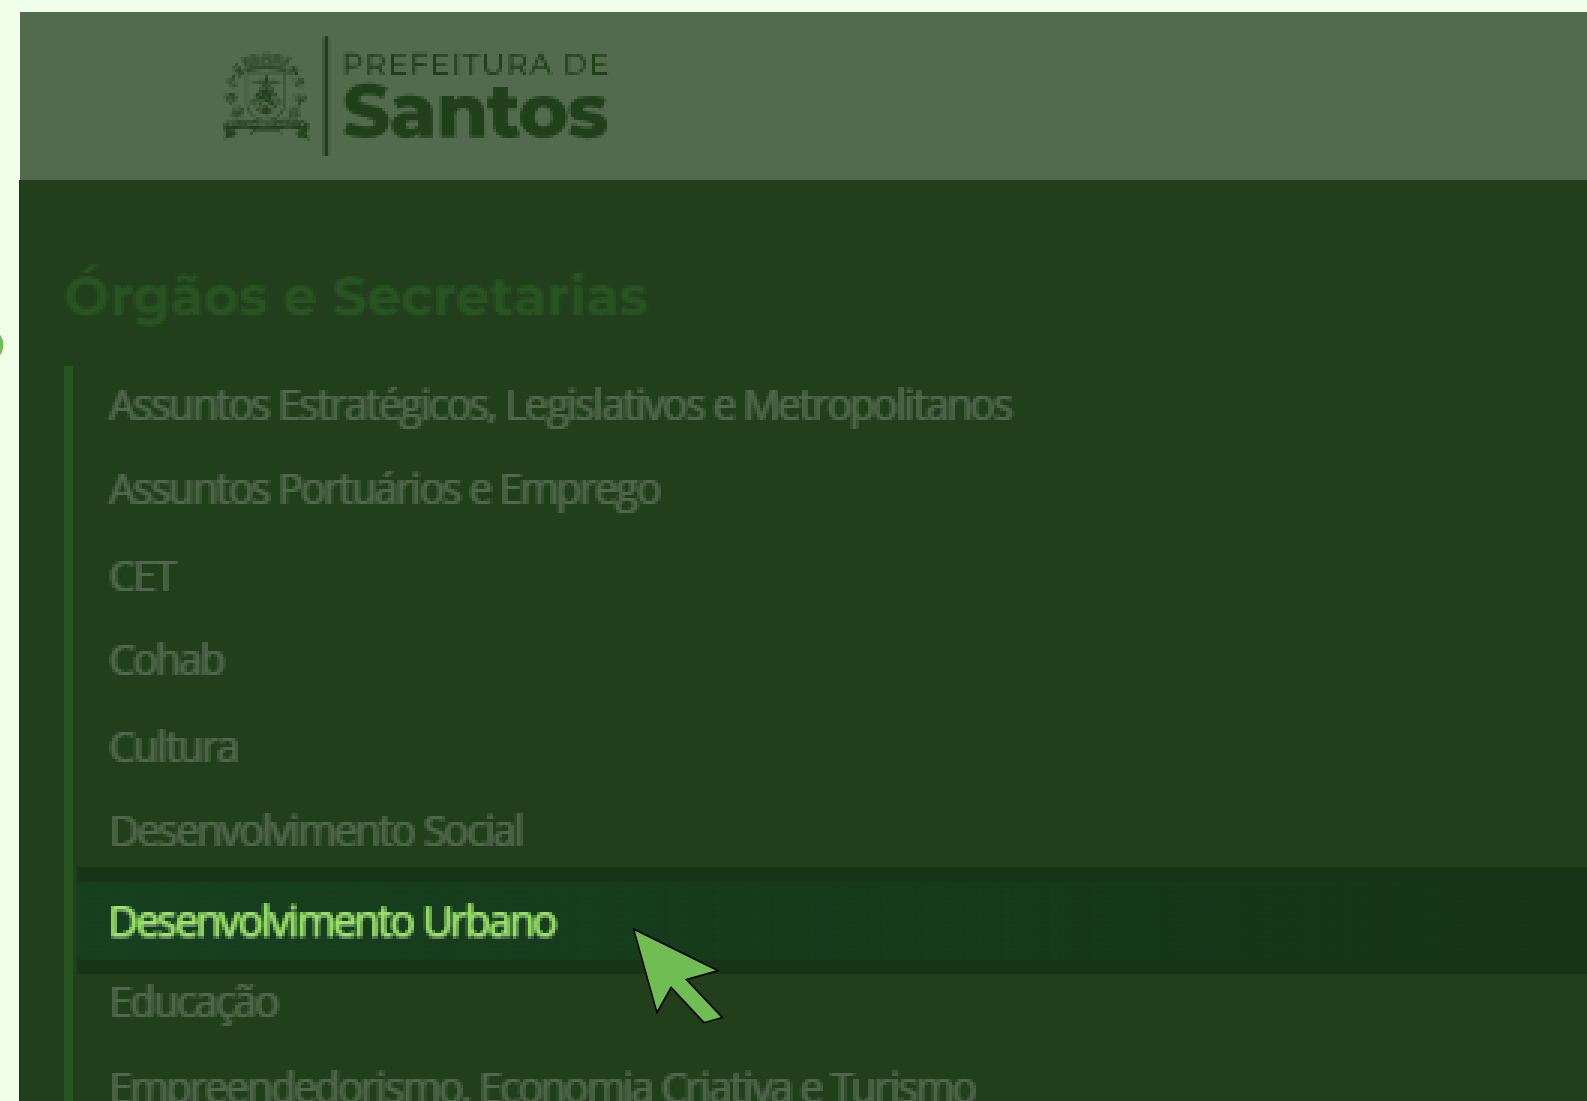 PREFEITURA DE
Santos
Órgãos e Secretarias
Assuntos Estratégicos, Legislativos e Metropolitanos
Assuntos Portuários e Emprego
CET
Cohab
Cultura
Desenvolvimento Social
Desenvolvimento Urbano
Educação
Empreendedorismo, Economia Criativa e Turismo